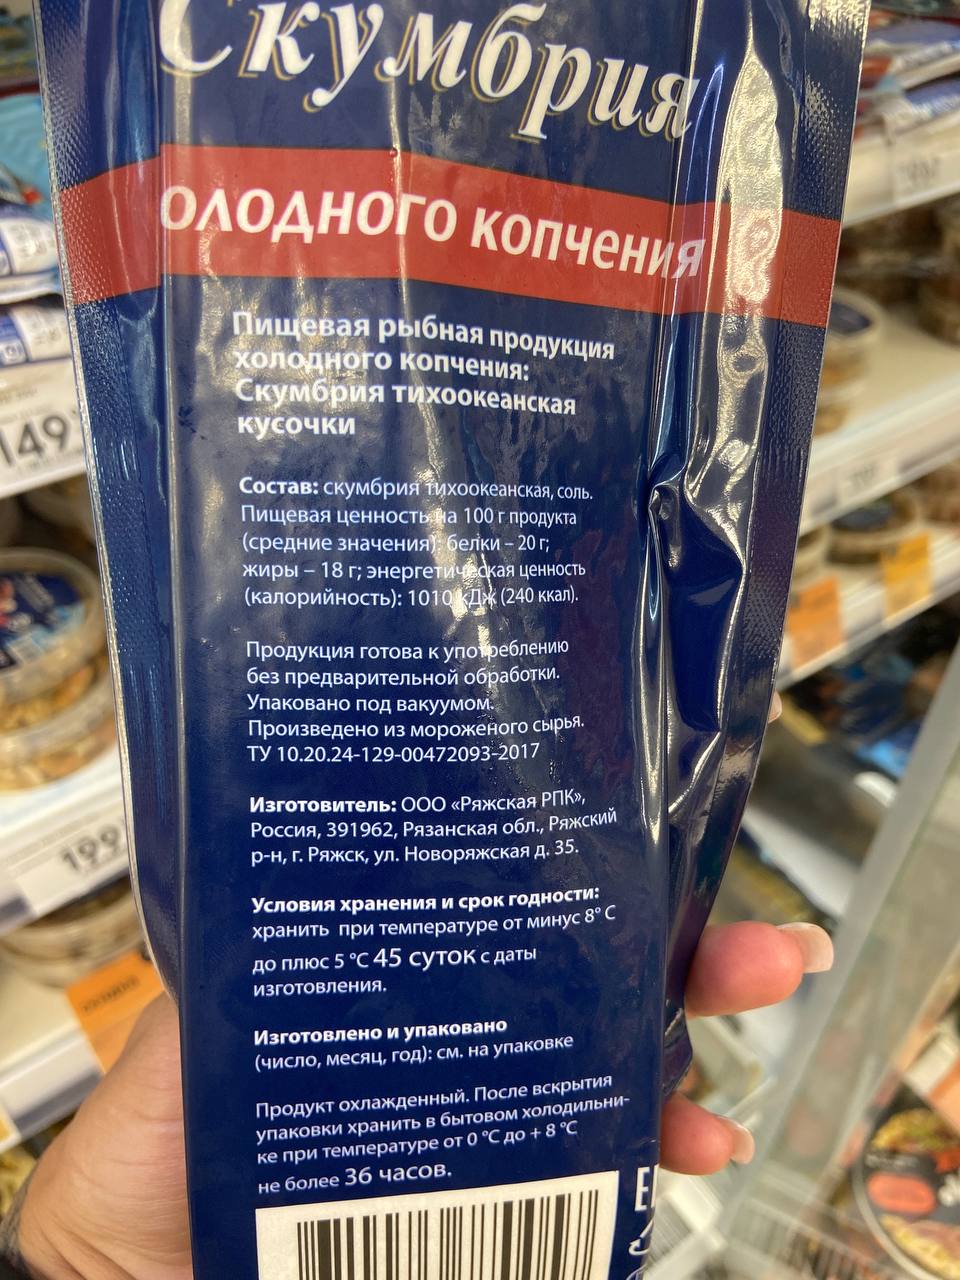 Скумбрия
олодного копчения
Пищевая рыбная продукция
холодного копчения:
Скумбрия тихоокеанская
кусочки
Состав: скумбрия тихоокеанская, соль.
Пищевая ценность на 100 г продукта
(средние значения): белки – 20 г;
жиры – 18 г; энергетическая ценность
(калорийность): 1010 кДж (240 ккал).
Продукция готова к употреблению
без предварительной обработки.
Упаковано под вакуумом.
Произведено из мороженого сырья.
ТУ 10.20.24-129-00472093-2017
Изготовитель: ООО «Ряжская РПК»,
Россия, 391962, Рязанская обл., Ряжский
р-н, г. Ряжск, ул. Новоряжская д. 35.
Условия хранения и срок годности:
хранить при температуре от минус 8° С
до плюс 5 °С 45 суток с даты
изготовления.
Изготовлено и упаковано
(число, месяц, год): см. на упаковке
Продукт охлажденный. После вскрытия
упаковки хранить в бытовом холодильни-
ке при температуре от 0 °С до + 8 °С
не более 36 часов.
149
199